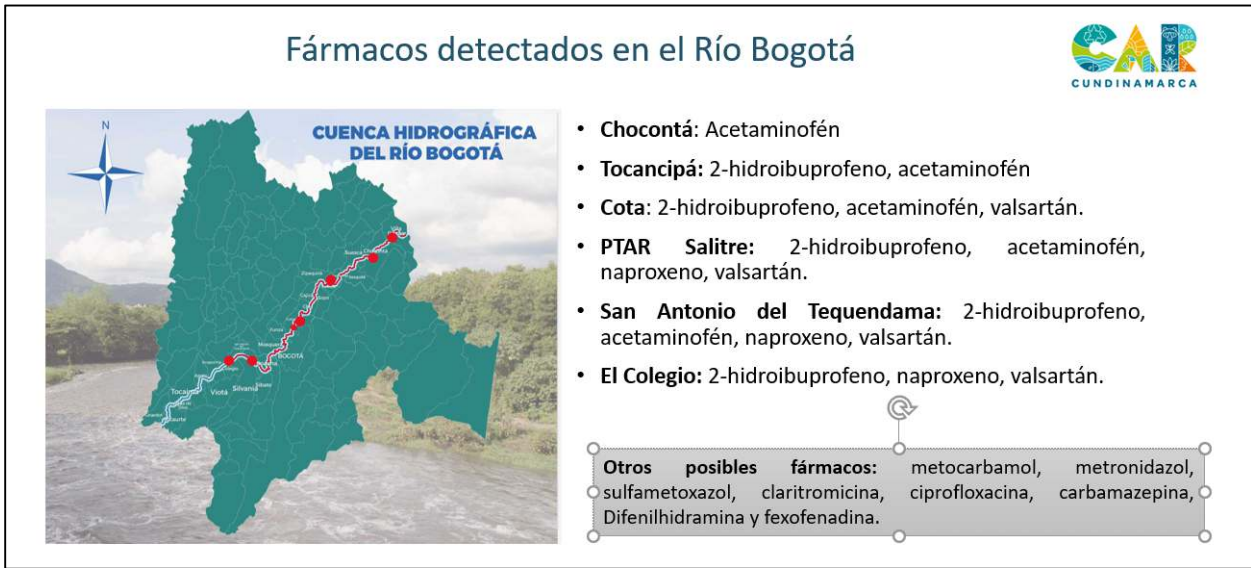 Fármacos detectados en el Río Bogotá
CAR
CUNDINAMARCA
N
CUENCA HIDROGRÁFICA
DEL RÍO BOGOTÁ
BOGOTÁ
Silvania
Viotá
• Chocontá: Acetaminofén
• Tocancipá: 2-hidroibuprofeno, acetaminofén
• Cota: 2-hidroibuprofeno, acetaminofén, valsartán.
• PTAR Salitre: 2-hidroibuprofeno, acetaminofén,
naproxeno, valsartán.
• San Antonio del Tequendama: 2-hidroibuprofeno,
acetaminofén, naproxeno, valsartán.
• El Colegio: 2-hidroibuprofeno, naproxeno, valsartán.
Otros posibles fármacos: metocarbamol, metronidazol,
sulfametoxazol, claritromicina, ciprofloxacina, carbamazepina,
Difenilhidramina y fexofenadina.